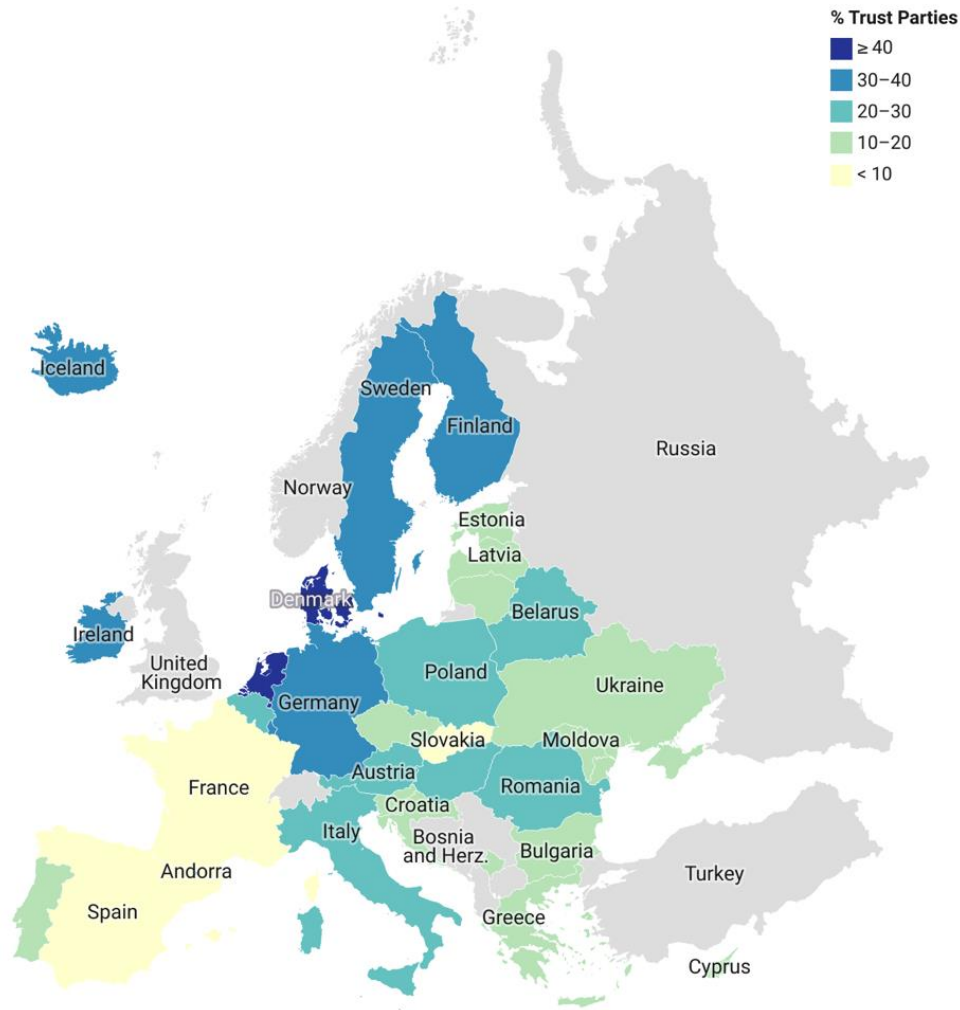 % Trust Parties
≥ 40
30–40
20–30
10–20
< 10
Iceland
Sweden
Finland
Russia
Norway
Estonia
Latvia
Denmark
Belarus
Ireland
United
Kingdom
Poland
Ukraine
Germany
Slovakia
Moldova
Austria
France
Romania
Croatia
Italy
Bosnia
and Herz.
Bulgaria
Andorra
Turkey
Spain
Greece
Cyprus